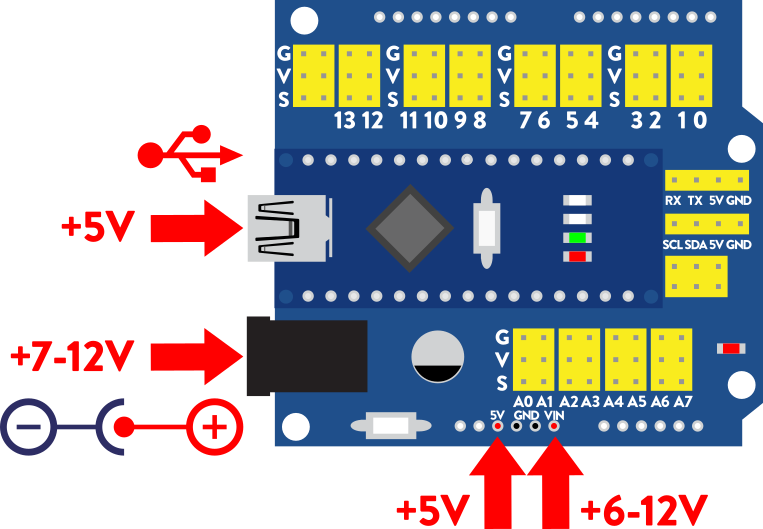 G
V
S
G
V
S
G
V
S
G
V
S
13 12
11 10
9 8
7 6
5 4
3 2
1 0
RX TX 5V GND
+5V
SCL SDA 5V GND
+7-12V
G
V
S
A0 A1 A2 A3 A4 A5 A6 A7
5V GND VIN
+5V
+6-12V